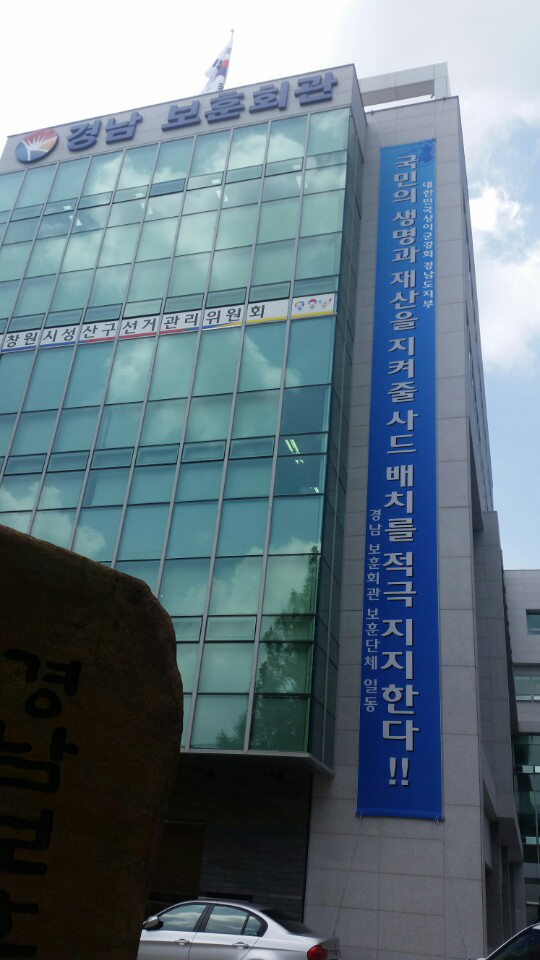 경남 보훈회관
창원시성산구선거관리위원회
대한민국상이군경회 경남도지부
국민의 생명과 재산을 지켜줄 사드 배치를 적극 지지한다!!
경남 보훈회관 보훈단체 일동
경남보